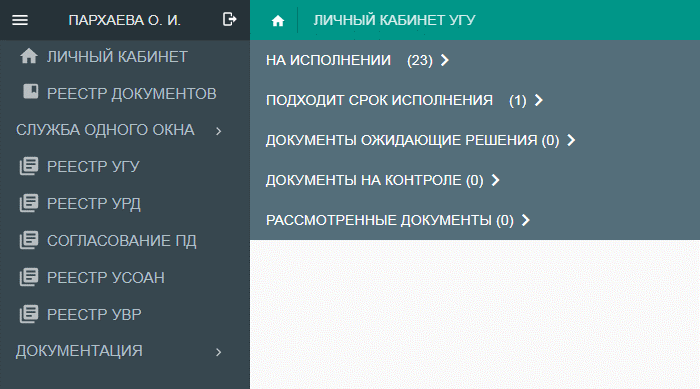 ПАРХАЕВА О. И.
ЛИЧНЫЙ КАБИНЕТ
РЕЕСТР ДОКУМЕНТОВ
СЛУЖБА ОДНОГО ОКНА
РЕЕСТР УГУ
РЕЕСТР УРД
СОГЛАСОВАНИЕ ПД
РЕЕСТР УСОАН
РЕЕСТР УВР
ДОКУМЕНТАЦИЯ
ЛИЧНЫЙ КАБИНЕТ УГУ
НА ИСПОЛНЕНИИ (23)
ПОДХОДИТ СРОК ИСПОЛНЕНИЯ (1)
ДОКУМЕНТЫ ОЖИДАЮЩИЕ РЕШЕНИЯ (0)
ДОКУМЕНТЫ НА КОНТРОЛЕ (0)
РАССМОТРЕННЫЕ ДОКУМЕНТЫ (0)